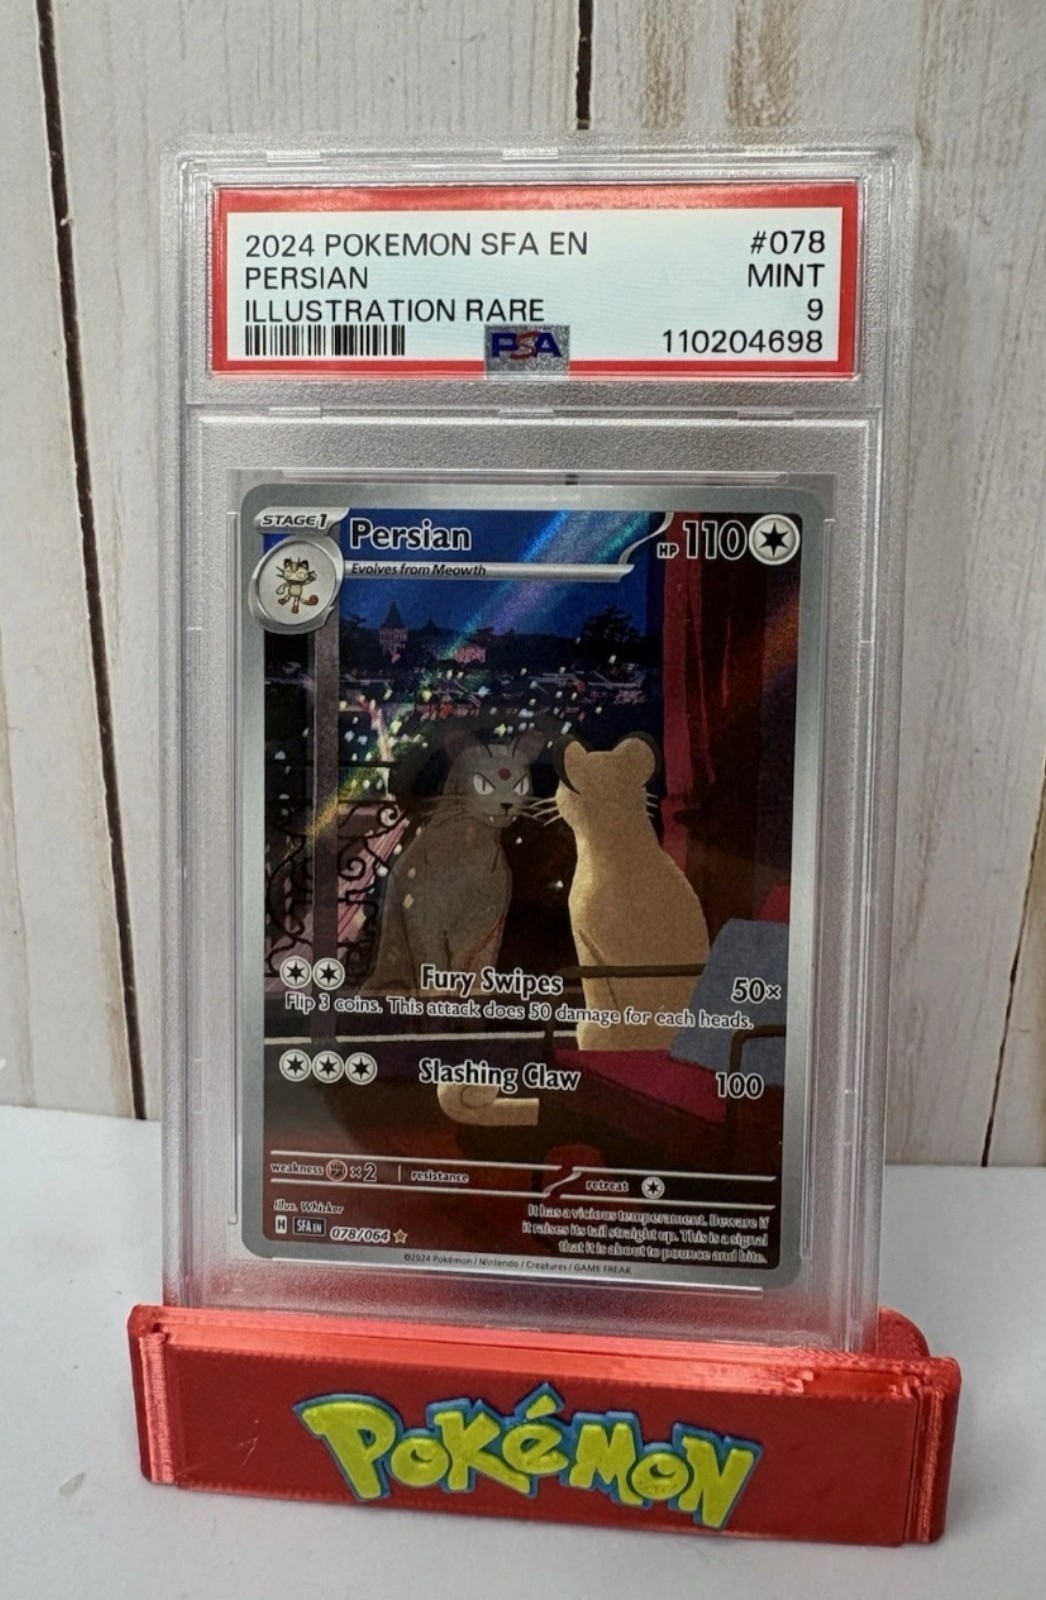 2024 POKEMON SFA EN #078
PERSIAN MINT
ILLUSTRATION RARE 9
PSA 110204698
STAGE 1 Persian HP 110
Evolves from Meowth
Fury Swipes 50×
Flip 3 coins. This attack does 50 damage for each heads.
Slashing Claw 100
weakness ×2 resistance retreat
Illus. Whisker
It has a vicious temperament. Beware if
it raises its tail straight up. This is a signal
that it is about to pounce and bite.
H SFA EN 078/064
©2024 Pokémon / Nintendo / Creatures / GAME FREAK
POKéMON